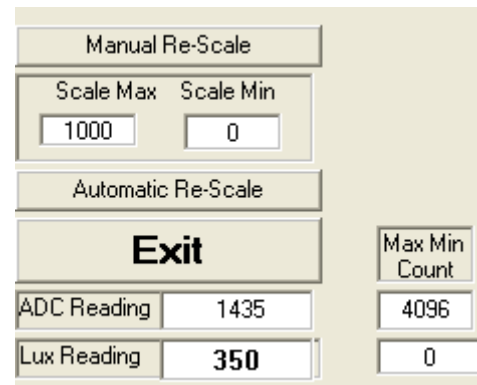 Manual Re-Scale
Scale Max Scale Min
1000 0
Automatic Re-Scale
Exit
Max Min
Count
ADC Reading 1435 4096
Lux Reading 350 0